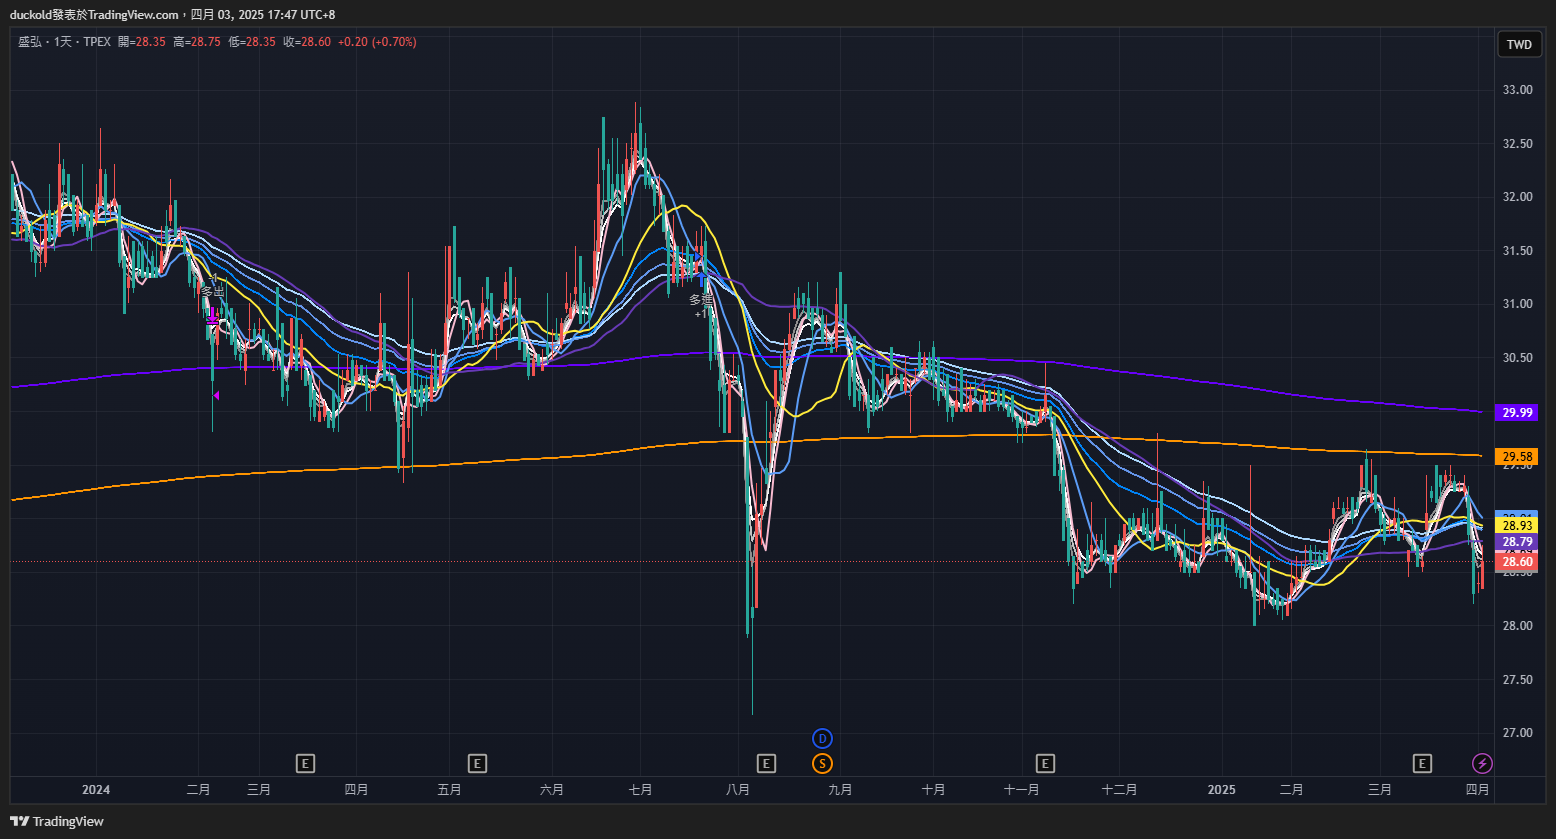 duckold發表於TradingView.com，四月 03, 2025 17:47 UTC+8
盛弘 · 1天 · TPEX 開=28.35 高=28.75 低=28.35 收=28.60 +0.20 (+0.70%)
TWD
33.00
32.50
32.00
31.50
31.00
30.50
29.99
29.58
28.93
28.79
28.60
28.00
27.50
27.00
-1
多出
多進
+1
D
E
E
E
S
E
E
2024
二月
三月
四月
五月
六月
七月
八月
九月
十月
十一月
十二月
2025
二月
三月
四月
TradingView